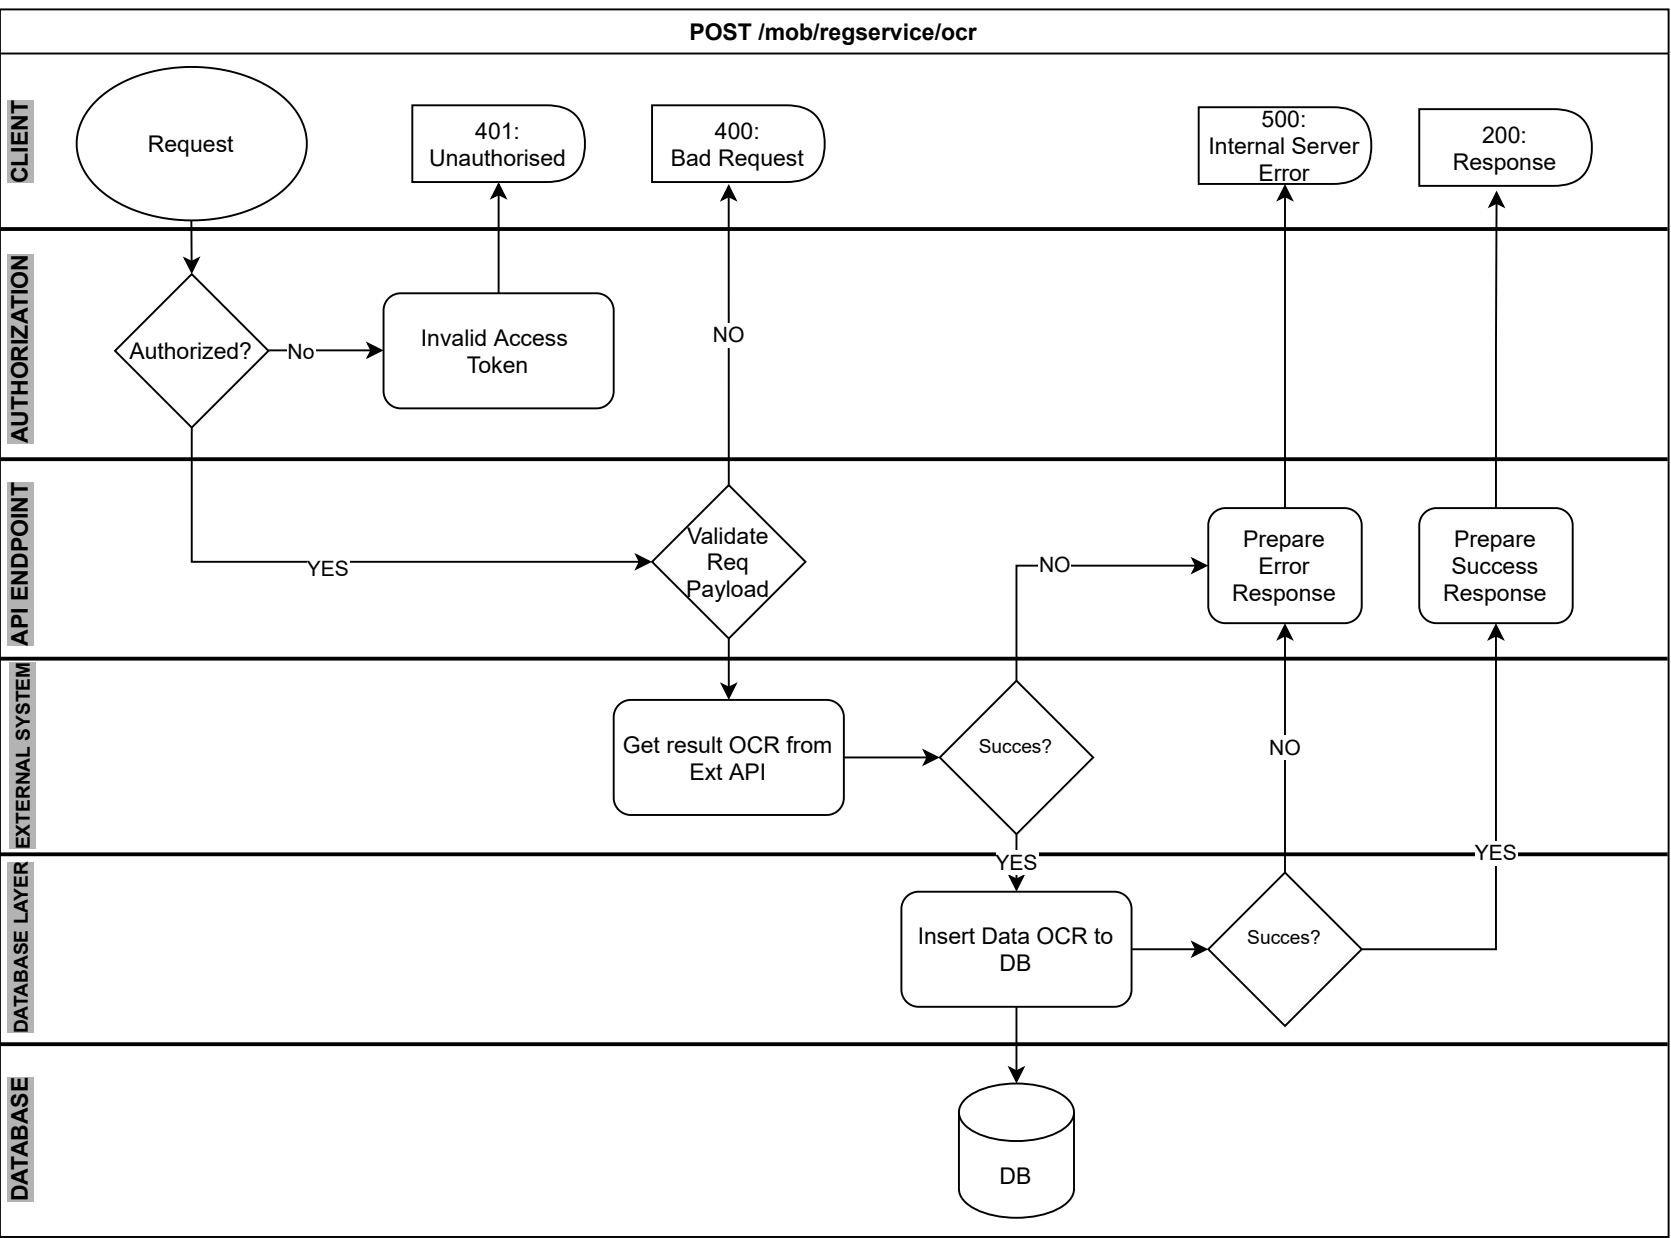 POST /mob/regservice/ocr
CLIENT
Request
401:
Unauthorised
400:
Bad Request
500:
Internal Server
Error
200:
Response
AUTHORIZATION
Authorized?
No
Invalid Access
Token
NO
API ENDPOINT
YES
Validate
Req
Payload
NO
Prepare
Error
Response
Prepare
Success
Response
EXTERNAL SYSTEM
Get result OCR from
Ext API
Succes?
NO
YES
YES
DATABASE LAYER
Insert Data OCR to
DB
Succes?
DATABASE
DB